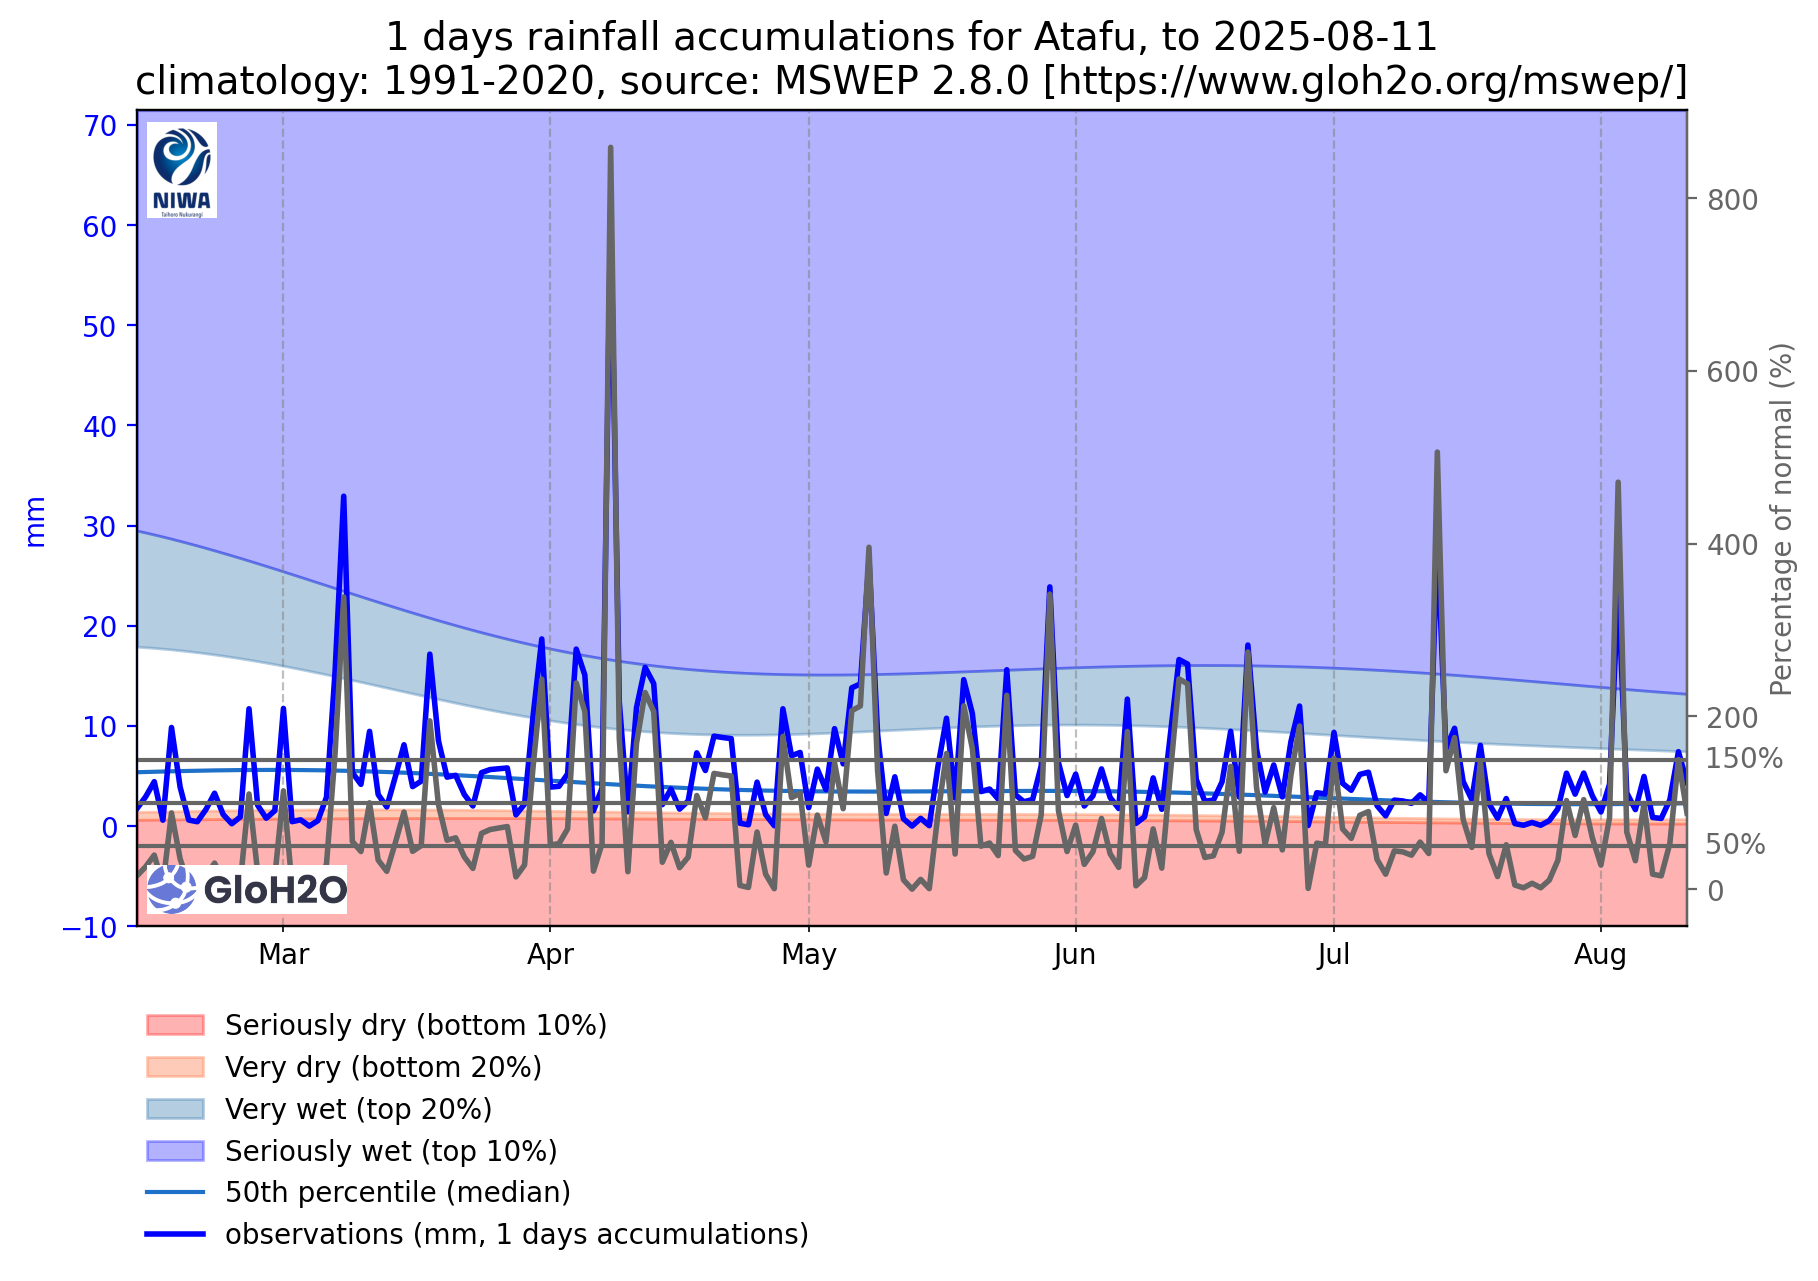 1 days rainfall accumulations for Atafu, to 2025-08-11
climatology: 1991-2020, source: MSWEP 2.8.0 [https://www.gloh2o.org/mswep/]
70
60
50
40
30
20
10
0
−10
mm
NIWA
Taihoro Nukurangi
GloH2O
800
600
400
200
150%
50%
0
Percentage of normal (%)
Mar
Apr
May
Jun
Jul
Aug
Seriously dry (bottom 10%)
Very dry (bottom 20%)
Very wet (top 20%)
Seriously wet (top 10%)
50th percentile (median)
observations (mm, 1 days accumulations)